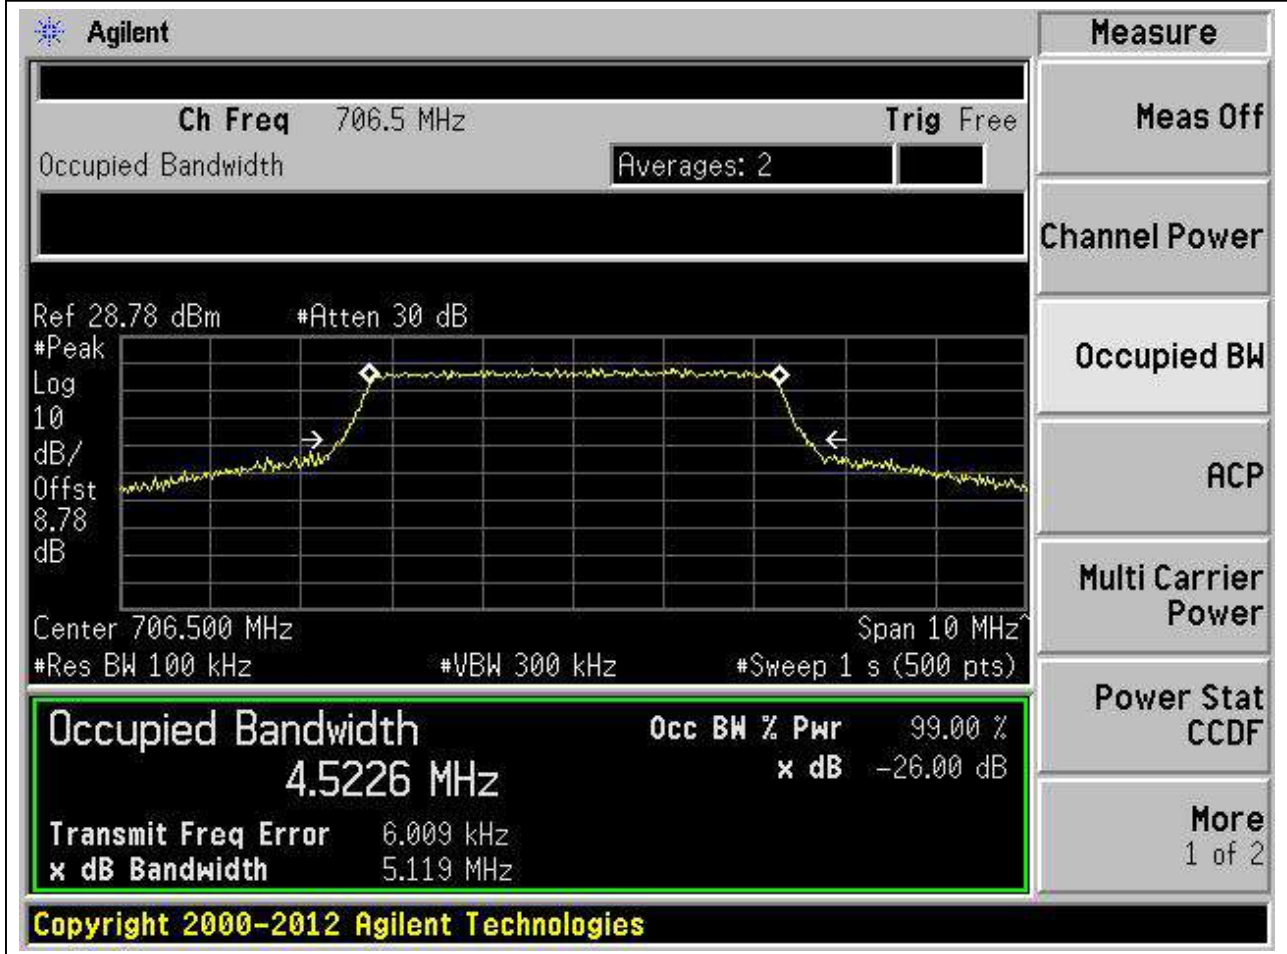 Agilent
Measure
Ch Freq 706.5 MHz Trig Free
Occupied Bandwidth Averages: 2
Meas Off
Channel Power
Occupied BW
ACP
Multi Carrier
Power
Power Stat
CCDF
More
1 of 2
Ref 28.78 dBm #Atten 30 dB
#Peak
Log
10
dB/
Offst
8.78
dB
Center 706.500 MHz Span 10 MHz^
#Res BW 100 kHz #VBW 300 kHz #Sweep 1 s (500 pts)
Occupied Bandwidth Occ BW % Pwr 99.00 %
4.5226 MHz x dB -26.00 dB
Transmit Freq Error 6.009 kHz
x dB Bandwidth 5.119 MHz
Copyright 2000-2012 Agilent Technologies